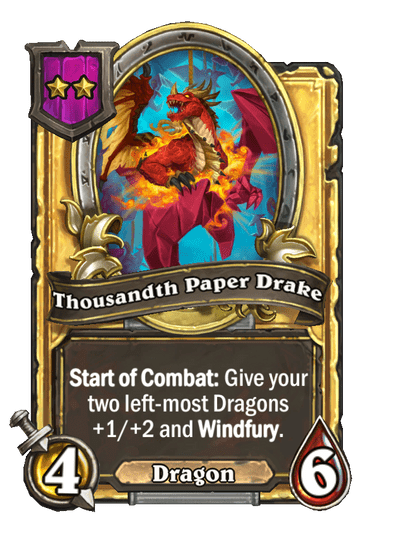 Thousandth Paper Drake
Start of Combat: Give your
two left-most Dragons
+1/+2 and Windfury.
4
Dragon
6